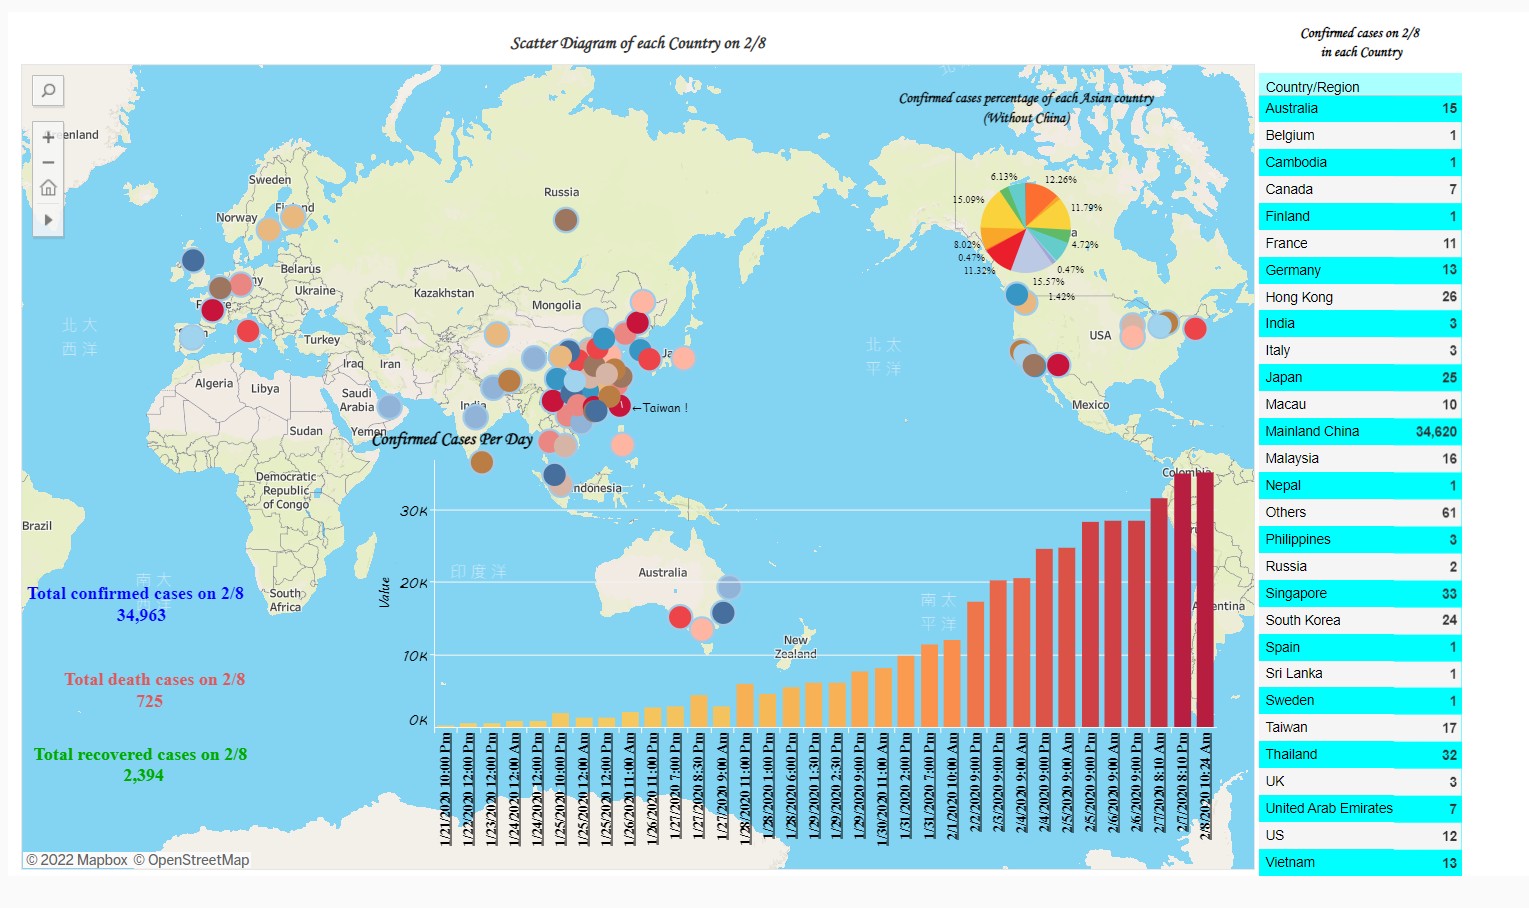 Scatter Diagram of each Country on 2/8
Confirmed cases on 2/8
in each Country
Confirmed cases percentage of each Asian country
(Without China)
6.13%
12.26%
15.09%
11.79%
8.02%
4.72%
0.47%
0.47%
11.32%
15.57%
1.42%
enland
Sweden
Norway
Russia
Belarus
Ukraine
Kazakhstan
Mongolia
Turkey
Iraq
Iran
Algeria
Libya
Saudi
Arabia
Sudan
Yemen
Democratic
Republic
of Congo
South
Africa
Brazil
ndonesia
Australia
New
Zealand
USA
Mexico
Colombia
北 大
西 洋
北 太
平 洋
印 度 洋
南 太
平 洋
南 大
←Taiwan !
Confirmed Cases Per Day
Value
30K
20K
10K
0K
1/21/2020 10:00 Pm
1/22/2020 12:00 Pm
1/23/2020 12:00 Pm
1/24/2020 12:00 Am
1/24/2020 12:00 Pm
1/25/2020 10:00 Pm
1/25/2020 12:00 Am
1/25/2020 12:00 Pm
1/26/2020 11:00 Am
1/26/2020 11:00 Pm
1/27/2020 7:00 Pm
1/27/2020 8:30 Pm
1/27/2020 9:00 Am
1/28/2020 11:00 Pm
1/28/2020 1:00 Pm
1/28/2020 6:00 Pm
1/29/2020 1:30 Pm
1/29/2020 2:30 Pm
1/29/2020 9:00 Pm
1/30/2020 11:00 Am
1/31/2020 2:00 Pm
1/31/2020 7:00 Pm
2/1/2020 10:00 Am
2/2/2020 9:00 Pm
2/3/2020 9:00 Pm
2/4/2020 9:00 Am
2/4/2020 9:00 Pm
2/5/2020 9:00 Am
2/5/2020 9:00 Pm
2/6/2020 9:00 Am
2/6/2020 9:00 Pm
2/7/2020 8:10 Am
2/7/2020 8:10 Pm
2/8/2020 10:24 Am
Total confirmed cases on 2/8
34,963
Total death cases on 2/8
725
Total recovered cases on 2/8
2,394
© 2022 Mapbox © OpenStreetMap
Country/Region
Australia 15
Belgium 1
Cambodia 1
Canada 7
Finland 1
France 11
Germany 13
Hong Kong 26
India 3
Italy 3
Japan 25
Macau 10
Mainland China 34,620
Malaysia 16
Nepal 1
Others 61
Philippines 3
Russia 2
Singapore 33
South Korea 24
Spain 1
Sri Lanka 1
Sweden 1
Taiwan 17
Thailand 32
UK 3
United Arab Emirates 7
US 12
Vietnam 13